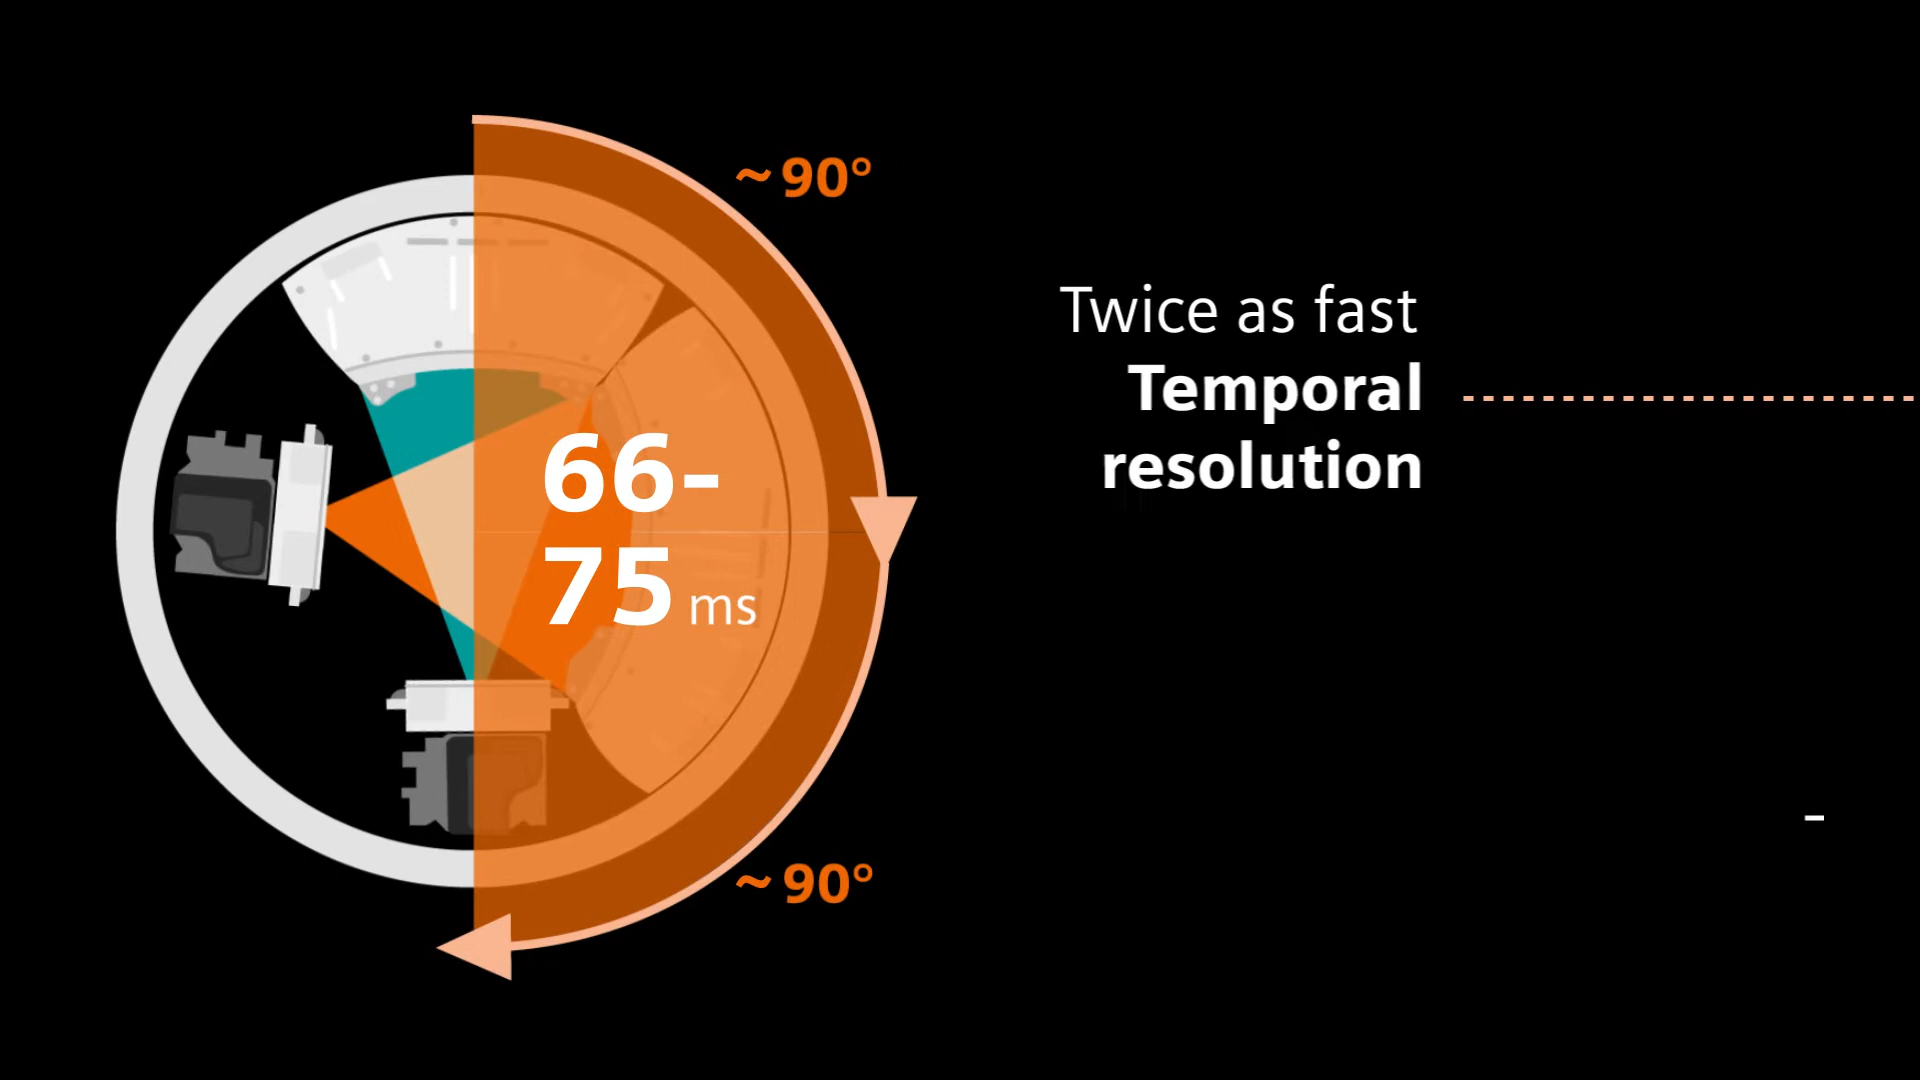 ~ 90°
Twice as fast
Temporal
resolution
66-
75 ms
~ 90°
-